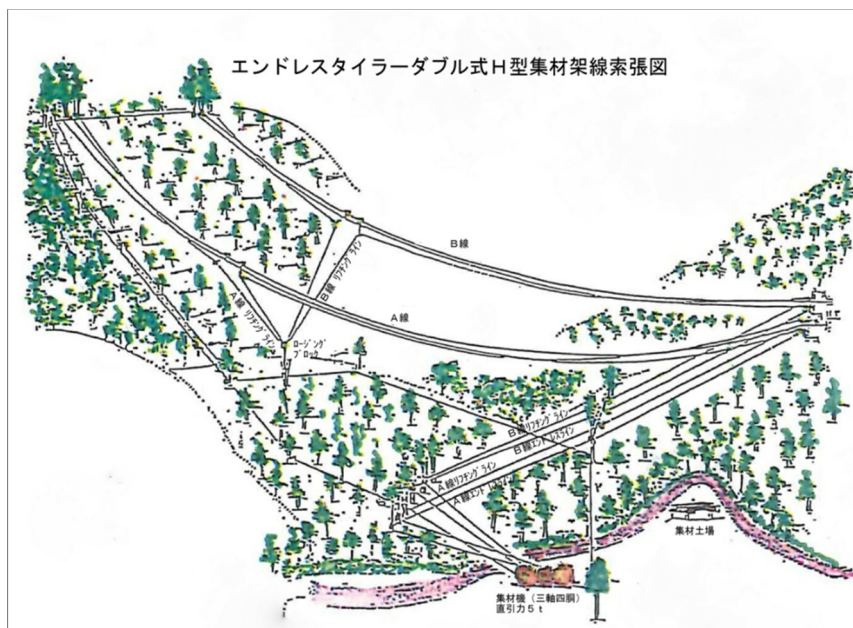 エンドレスタイラーダブル式H型集材架線索張図
B線
B線 リフチングライン
A線 リフチングライン
A線
ロージング
ブロック
B線リフチングライン
B線エンドレスライン
A線リフチングライン
A線エンドレスライン
集材土場
集材機(三軸四胴)
直引力5t